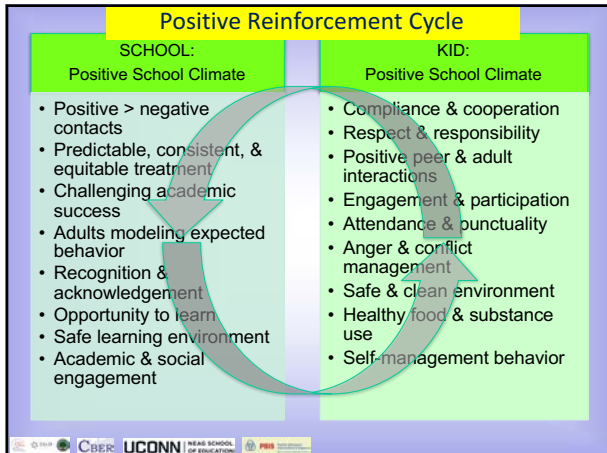 Positive Reinforcement Cycle
SCHOOL:
Positive School Climate
• Positive > negative
contacts
• Predictable, consistent, &
equitable treatment
• Challenging academic
success
• Adults modeling expected
behavior
• Recognition &
acknowledgement
• Opportunity to learn
• Safe learning environment
• Academic & social
engagement
KID:
Positive School Climate
• Compliance & cooperation
• Respect & responsibility
• Positive peer & adult
interactions
• Engagement & participation
• Attendance & punctuality
• Anger & conflict
management
• Safe & clean environment
• Healthy food & substance
use
• Self-management behavior
CBER UCONN NEAG SCHOOL
OF EDUCATION PBIS